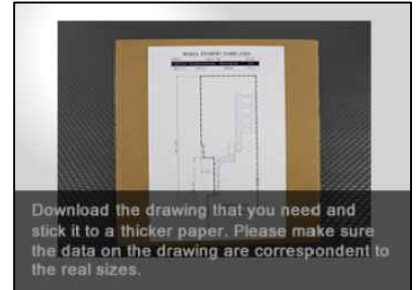 Download the drawing that you need and
stick it to a thicker paper. Please make sure
the data on the drawing are correspondent to
the real sizes.